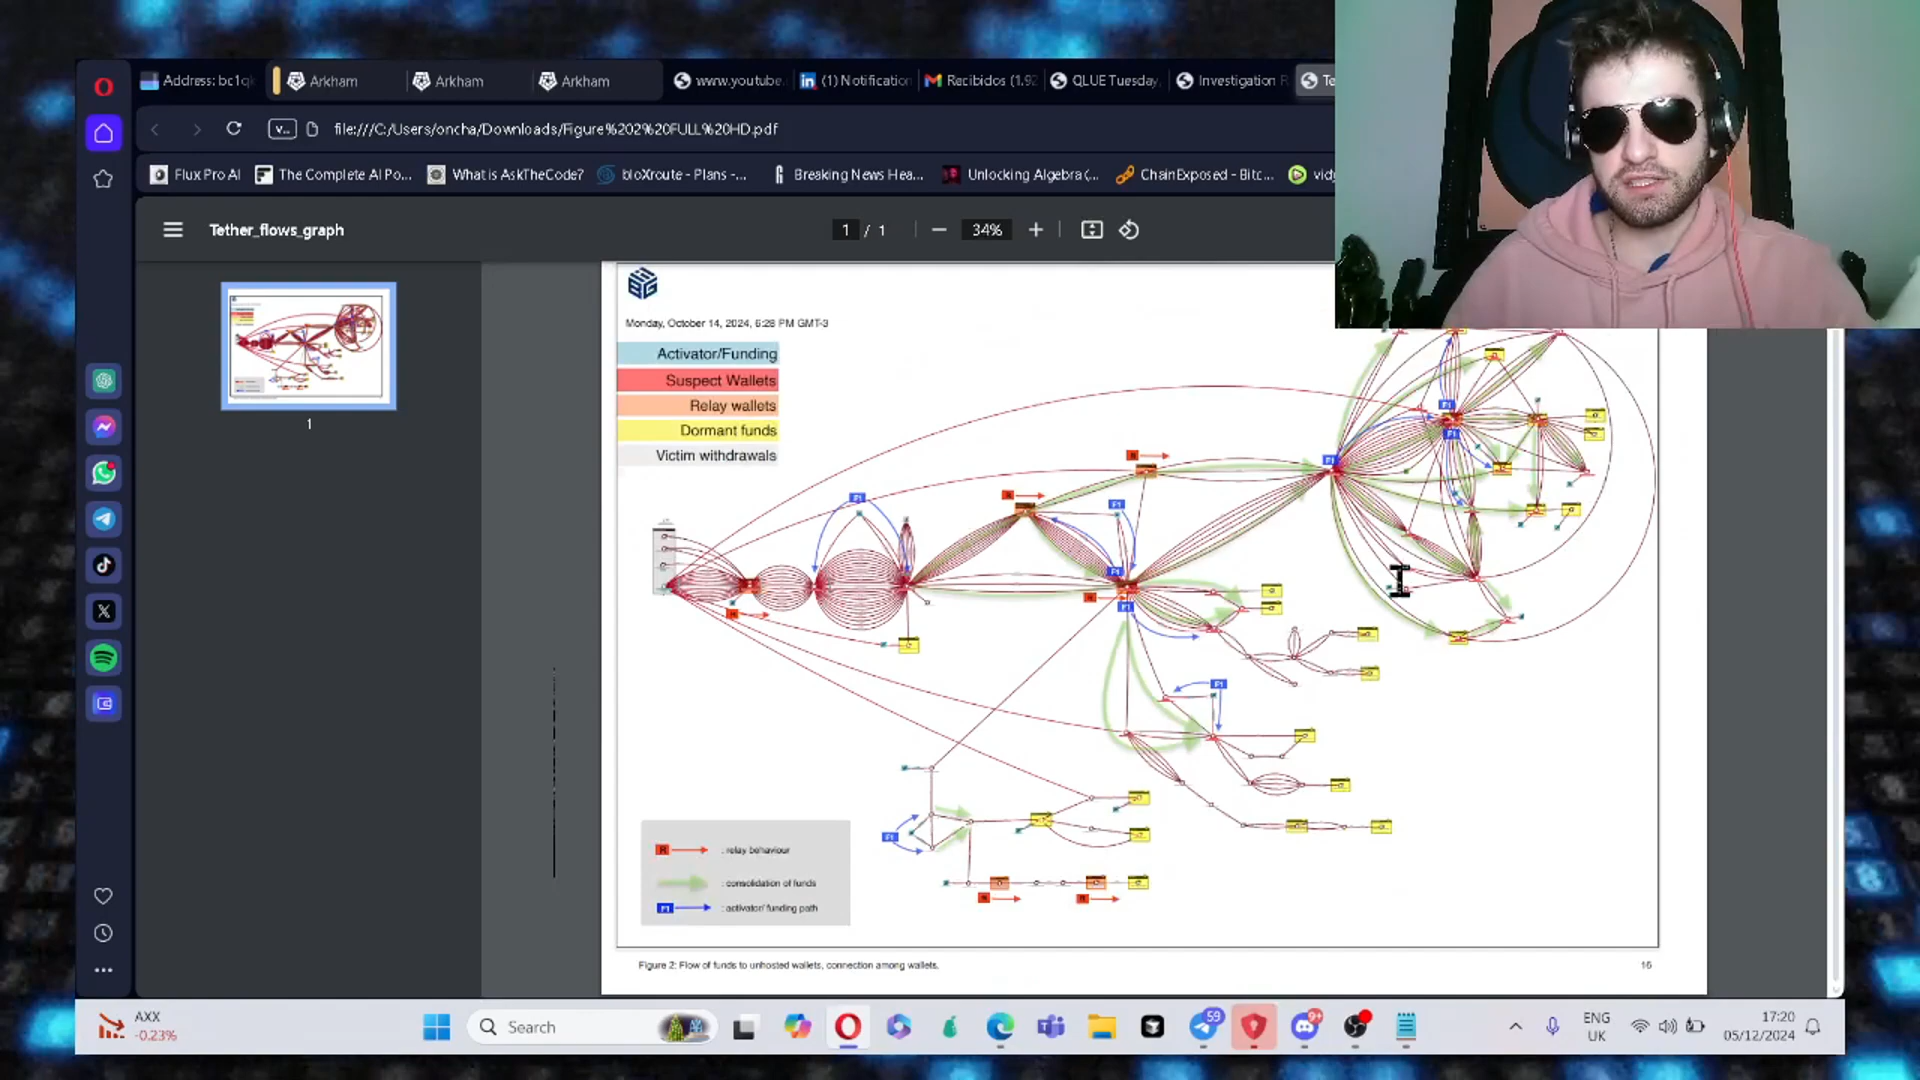 Address: bc1q
Arkham
Arkham
Arkham
www.youtube.
(1) Notification
Recibidos (1.92
QLUE Tuesday,
Investigation R
Te
v...
file:///C:/Users/oncha/Downloads/Figure%202%20FULL%20HD.pdf
Flux Pro AI
The Complete AI Po...
What is AskTheCode?
bloXroute - Plans -...
Breaking News Hea...
Unlocking Algebra (...
ChainExposed - Bitc...
vid
Tether_flows_graph
1 / 1
34%
1
Monday, October 14, 2024, 6:28 PM GMT-3
Activator/Funding
Suspect Wallets
Relay wallets
Dormant funds
Victim withdrawals
R
: relay behaviour
: consolidation of funds
F1
: activator/ funding path
Figure 2: Flow of funds to unhosted wallets, connection among wallets.
16
AXX
-0.23%
Search
59
9+
ENG
UK
17:20
05/12/2024